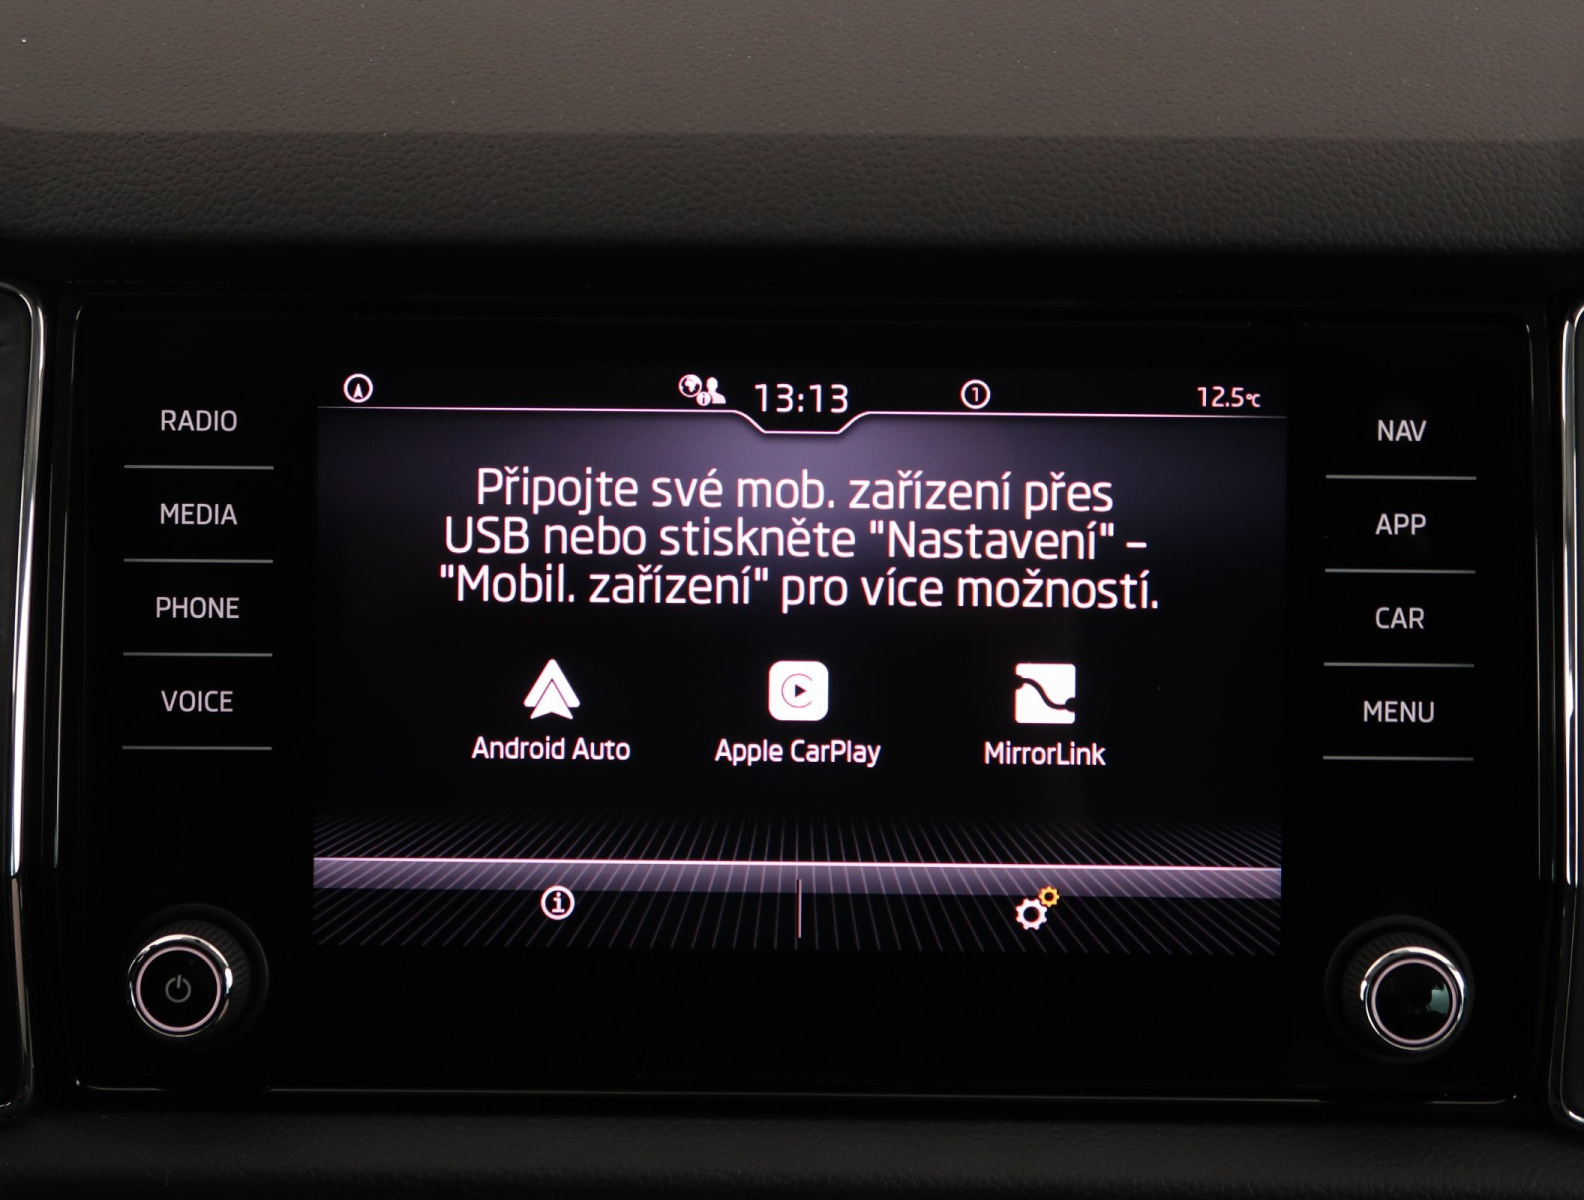 13:13
1
12.5°C
RADIO
MEDIA
PHONE
VOICE
Připojte své mob. zařízení přes
USB nebo stiskněte "Nastavení" –
"Mobil. zařízení" pro více možností.
Android Auto
Apple CarPlay
MirrorLink
NAV
APP
CAR
MENU